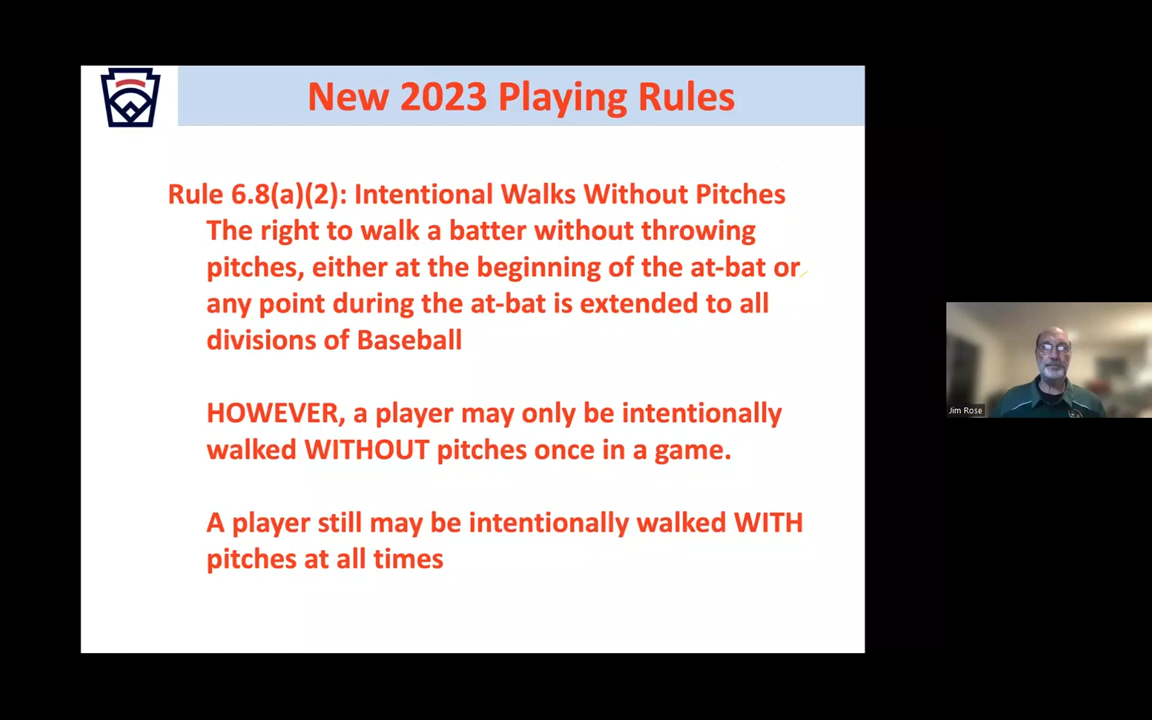 New 2023 Playing Rules
Rule 6.8(a)(2): Intentional Walks Without Pitches
The right to walk a batter without throwing
pitches, either at the beginning of the at-bat or
any point during the at-bat is extended to all
divisions of Baseball
HOWEVER, a player may only be intentionally
walked WITHOUT pitches once in a game.
A player still may be intentionally walked WITH
pitches at all times
Jim Rose